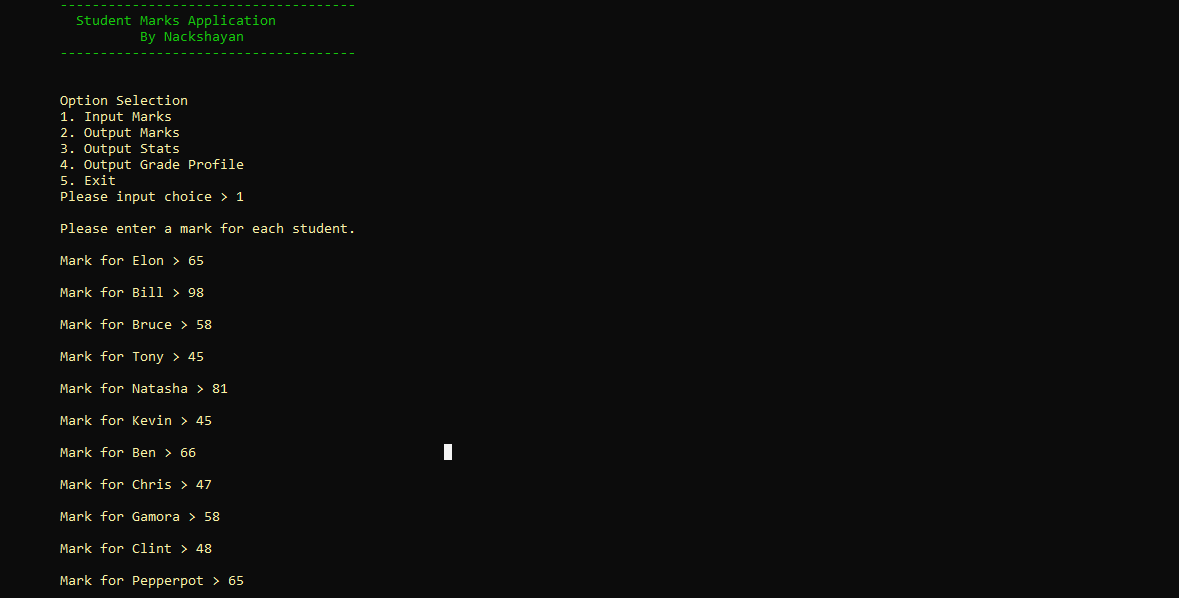 -------------------------------------
Student Marks Application
By Nackshayan
-------------------------------------
Option Selection
1. Input Marks
2. Output Marks
3. Output Stats
4. Output Grade Profile
5. Exit
Please input choice > 1
Please enter a mark for each student.
Mark for Elon > 65
Mark for Bill > 98
Mark for Bruce > 58
Mark for Tony > 45
Mark for Natasha > 81
Mark for Kevin > 45
Mark for Ben > 66
Mark for Chris > 47
Mark for Gamora > 58
Mark for Clint > 48
Mark for Pepperpot > 65